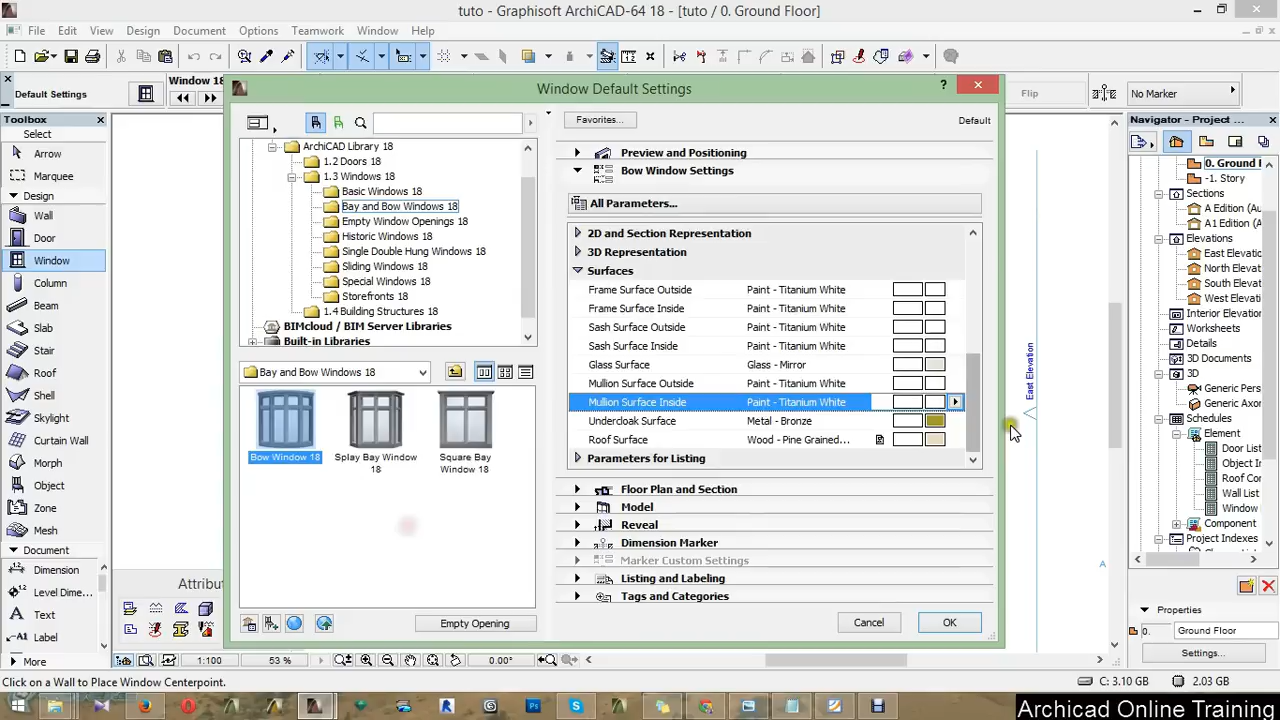 tuto - Graphisoft ArchiCAD-64 18 - [tuto / 0. Ground Floor]
File Edit View Design Document Options Teamwork Window Help
Window 18
Default Settings
Flip
No Marker
Toolbox
Select
Arrow
Marquee
Design
Wall
Door
Window
Column
Beam
Slab
Stair
Roof
Shell
Skylight
Curtain Wall
Morph
Object
Zone
Mesh
Document
Dimension
Level Dime...
Text
Label
More
Window Default Settings
?
ArchiCAD Library 18
1.2 Doors 18
1.3 Windows 18
Basic Windows 18
Bay and Bow Windows 18
Empty Window Openings 18
Historic Windows 18
Single Double Hung Windows 18
Sliding Windows 18
Special Windows 18
Storefronts 18
1.4 Building Structures 18
BIMcloud / BIM Server Libraries
Built-in Libraries
Bay and Bow Windows 18
Bow Window 18
Splay Bay Window 18
Square Bay Window 18
Empty Opening
Favorites...
Default
Preview and Positioning
Bow Window Settings
All Parameters...
2D and Section Representation
3D Representation
Surfaces
Frame Surface Outside Paint - Titanium White
Frame Surface Inside Paint - Titanium White
Sash Surface Outside Paint - Titanium White
Sash Surface Inside Paint - Titanium White
Glass Surface Glass - Mirror
Mullion Surface Outside Paint - Titanium White
Mullion Surface Inside Paint - Titanium White
Undercloak Surface Metal - Bronze
Roof Surface Wood - Pine Grained...
Parameters for Listing
Floor Plan and Section
Model
Reveal
Dimension Marker
Marker Custom Settings
Listing and Labeling
Tags and Categories
Cancel
OK
East Elevation
A
Navigator - Project ...
0. Ground F
-1. Story
Sections
A Edition (Au
A1 Edition (A
Elevations
East Elevatio
North Elevat
South Elevat
West Elevati
Interior Elevatio
Worksheets
Details
3D Documents
3D
Generic Pers
Generic Axo
Schedules
Element
Door List
Object In
Roof Cor
Wall List
Window
Component
Project Indexes
Properties
0.
Ground Floor
Settings...
Attribu
1:100
53 %
0.00°
Click on a Wall to Place Window Centerpoint.
C: 3.10 GB
2.03 GB
Archicad Online Training